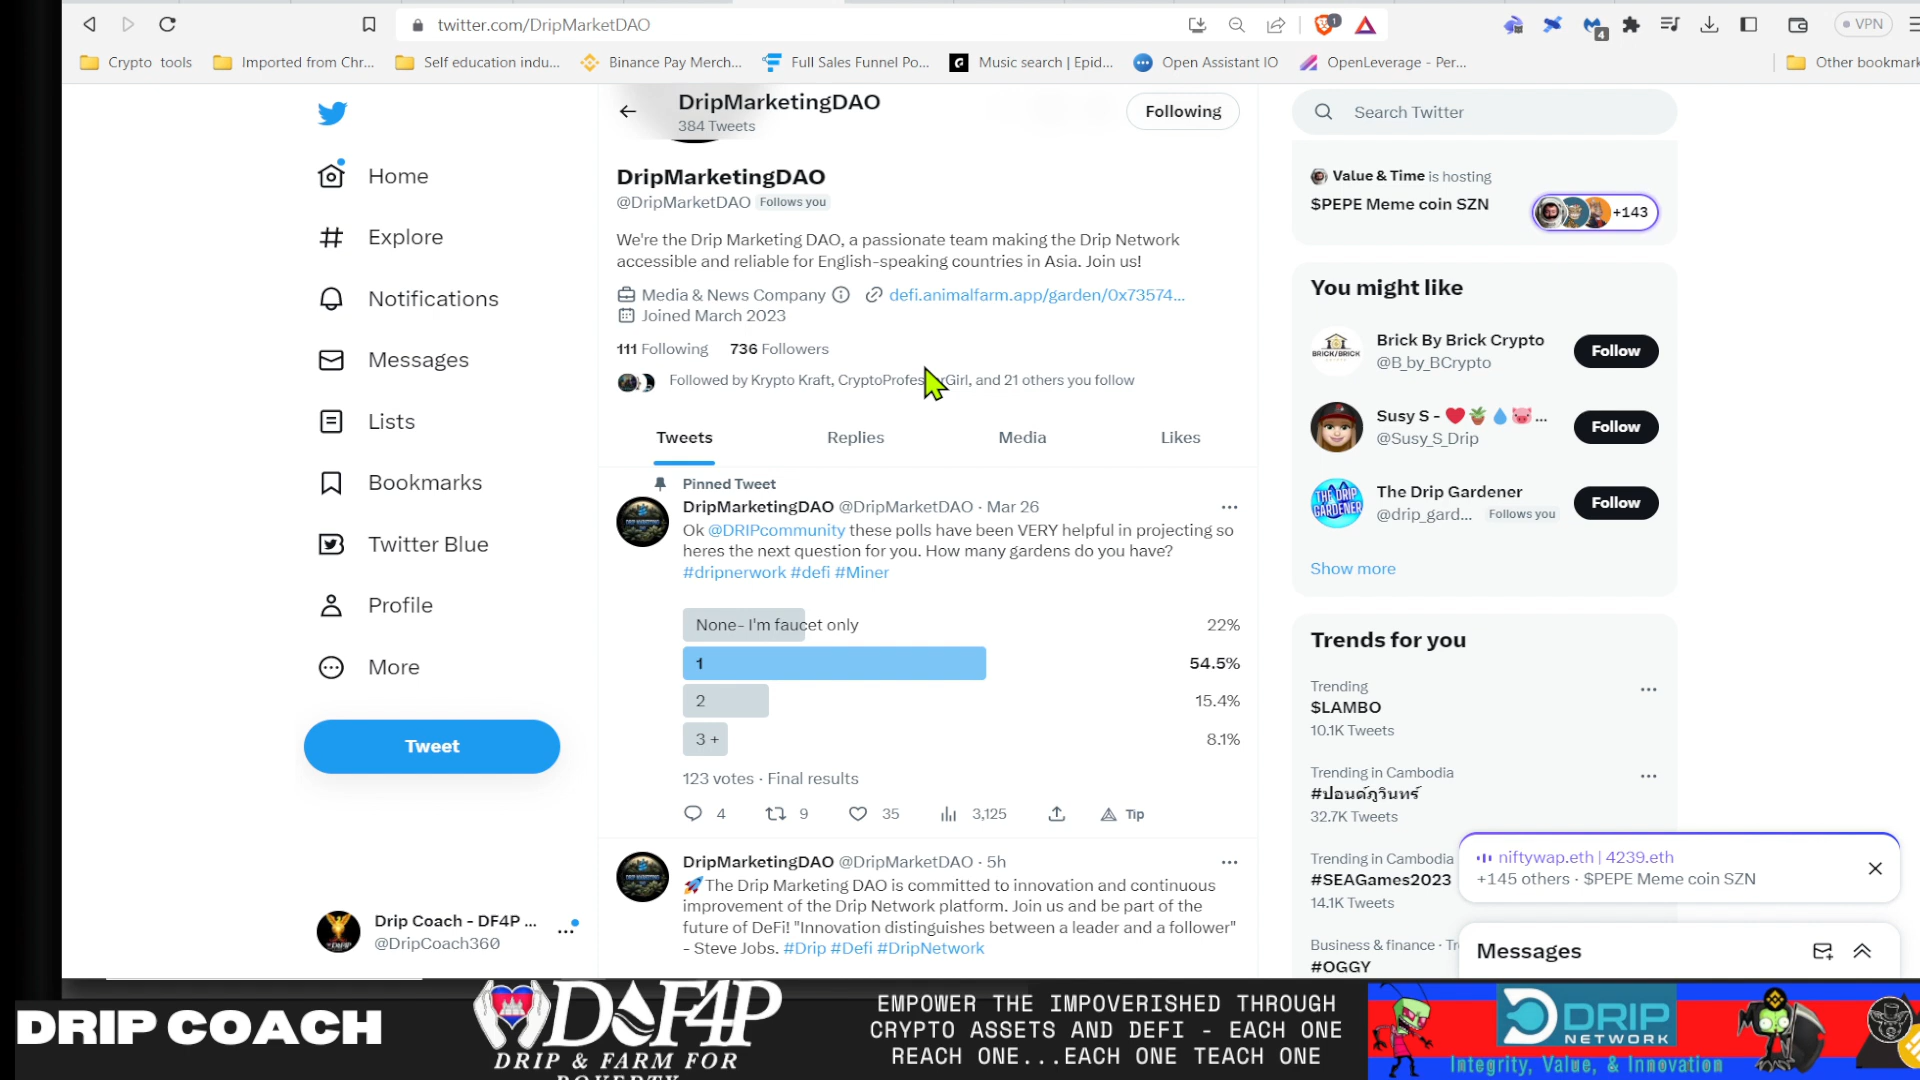 twitter.com/DripMarketDAO
1
4
VPN
Crypto tools
Imported from Chr...
Self education indu...
Binance Pay Merch...
Full Sales Funnel Po...
Music search | Epid...
Open Assistant IO
OpenLeverage - Per...
Other bookmark
Home
Explore
Notifications
Messages
Lists
Bookmarks
Twitter Blue
Profile
More
Tweet
Drip Coach - DF4P ...
@DripCoach360
DripMarketingDAO
384 Tweets
Following
DripMarketingDAO
@DripMarketDAO Follows you
We're the Drip Marketing DAO, a passionate team making the Drip Network
accessible and reliable for English-speaking countries in Asia. Join us!
Media & News Company defi.animalfarm.app/garden/0x73574...
Joined March 2023
111 Following 736 Followers
Followed by Krypto Kraft, and 21 others you follow
Tweets Replies Media Likes
Pinned Tweet
DripMarketingDAO @DripMarketDAO · Mar 26
Ok @DRIPcommunity these polls have been VERY helpful in projecting so
heres the next question for you. How many gardens do you have?
#dripnerwork #defi #Miner
None- I'm faucet only 22%
1 54.5%
2 15.4%
3 + 8.1%
123 votes · Final results
4 9 35 3,125 Tip
DripMarketingDAO @DripMarketDAO · 5h
The Drip Marketing DAO is committed to innovation and continuous
improvement of the Drip Network platform. Join us and be part of the
future of DeFi! "Innovation distinguishes between a leader and a follower"
- Steve Jobs. #Drip #Defi #DripNetwork
Search Twitter
Value & Time is hosting
$PEPE Meme coin SZN
+143
You might like
Brick By Brick Crypto
@B_by_BCrypto
Follow
Susy S - ...
@Susy_S_Drip
Follow
THE DRIP GARDENER
The Drip Gardener
@drip_gard... Follows you
Follow
Show more
Trends for you
Trending
$LAMBO
10.1K Tweets
Trending in Cambodia
#ปอนด์ภูวินทร์
32.7K Tweets
Trending in Cambodia
#SEAGames2023
14.1K Tweets
Business & finance · Tr
#OGGY
niftywap.eth | 4239.eth
+145 others · $PEPE Meme coin SZN
Messages
DRIP COACH
DF4P
DRIP & FARM FOR
POVERTY
EMPOWER THE IMPOVERISHED THROUGH
CRYPTO ASSETS AND DEFI - EACH ONE
REACH ONE...EACH ONE TEACH ONE
DRIP
NETWORK
Integrity, Value, & Innovation